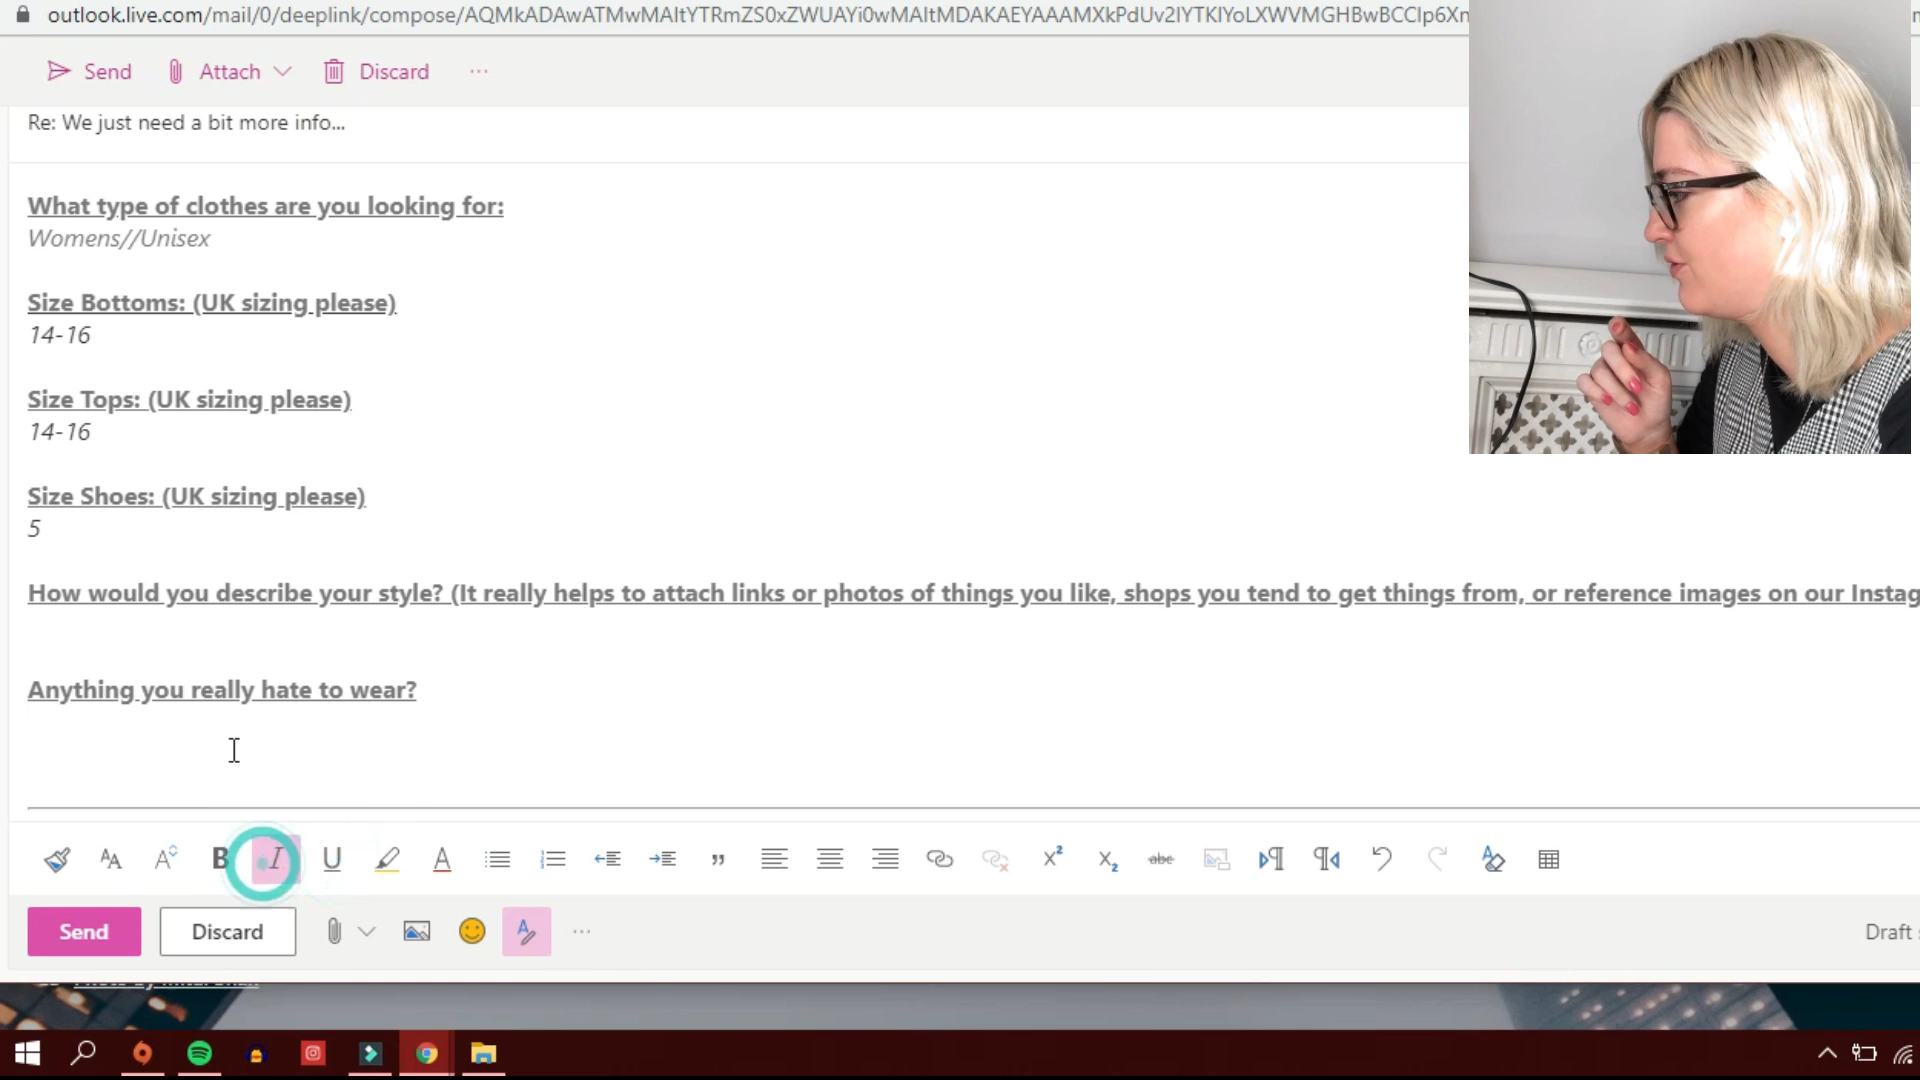 outlook.live.com/mail/0/deeplink/compose/AQMkADAwATMwMAItYTRmZS0xZWUAYi0wMAItMDAKAEYAAAMXkPdUv2IYTKlYoLXWVMGHBwBCCIp6Xn
Send Attach Discard ...
Re: We just need a bit more info...
What type of clothes are you looking for:
Womens//Unisex
Size Bottoms: (UK sizing please)
14-16
Size Tops: (UK sizing please)
14-16
Size Shoes: (UK sizing please)
5
How would you describe your style? (It really helps to attach links or photos of things you like, shops you tend to get things from, or reference images on our Instag
Anything you really hate to wear?
Send Discard ... Draft